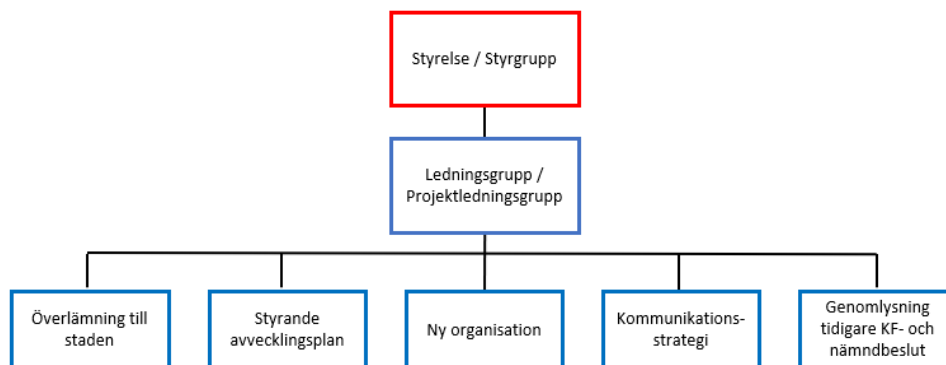 Styrelse / Styrgrupp
Ledningsgrupp /
Projektledningsgrupp
Överlämning till
staden
Styrande
avvecklingsplan
Ny organisation
Kommunikations-
strategi
Genomlysning
tidigare KF- och
nämndbeslut